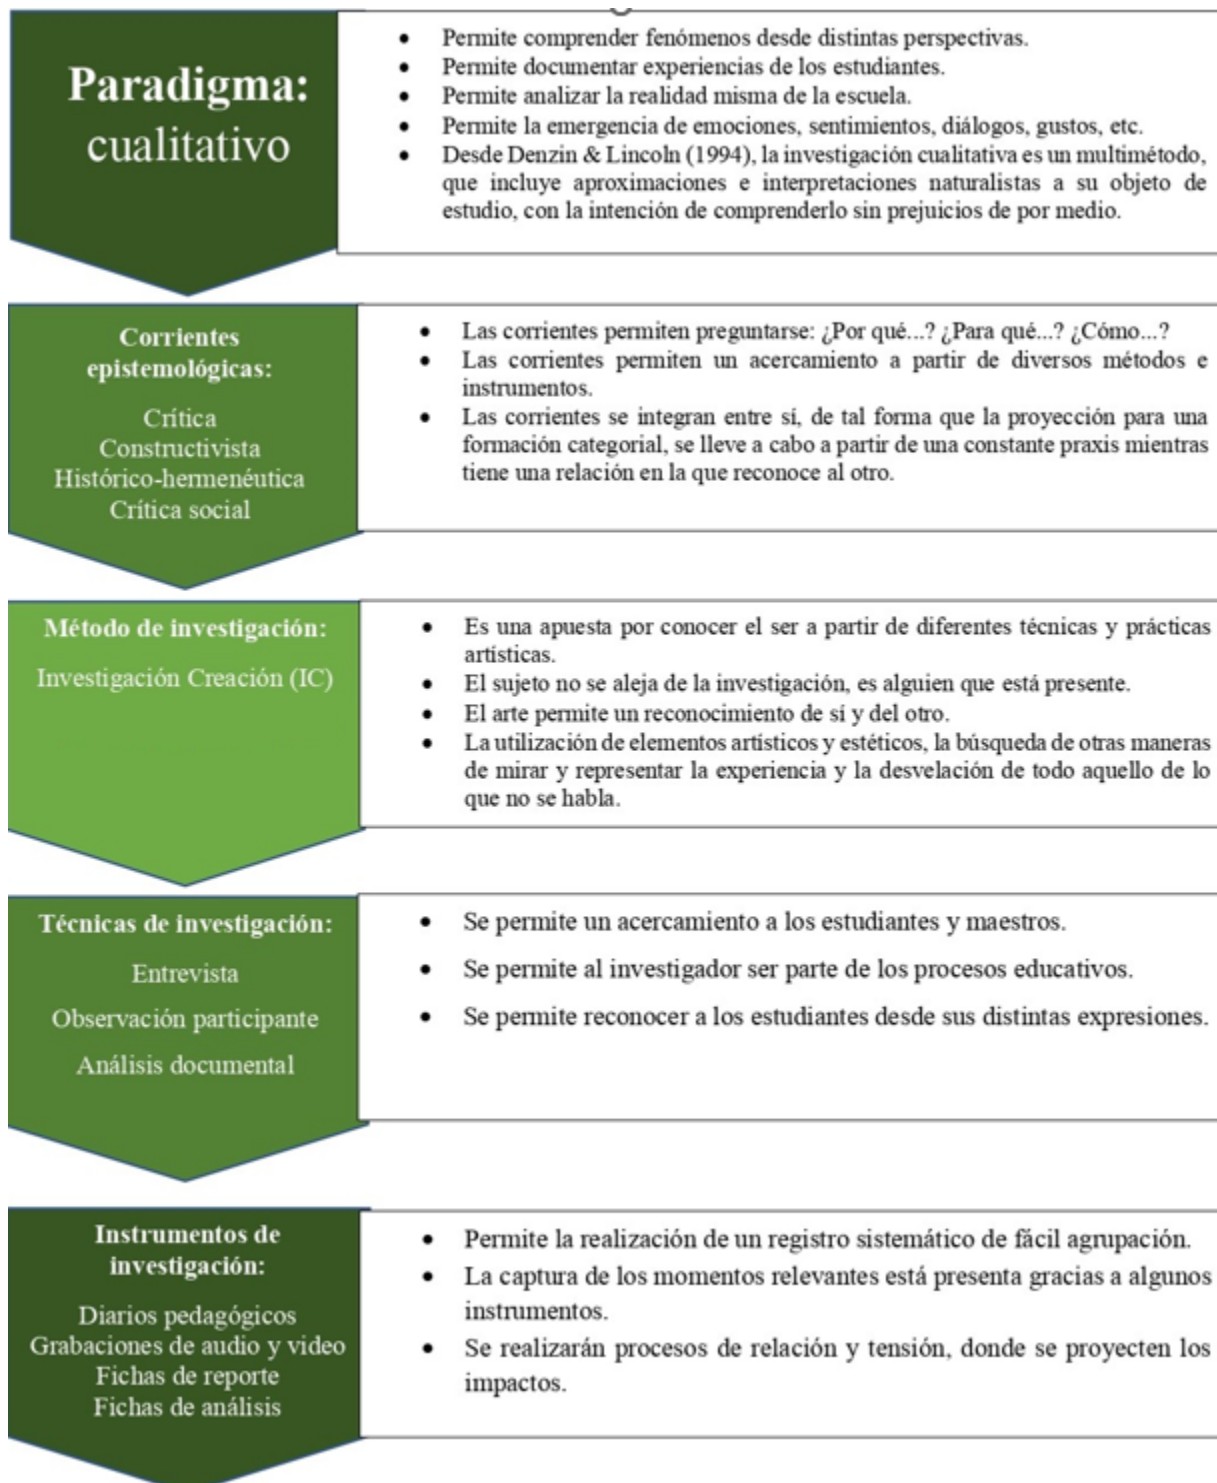 Paradigma:
cualitativo
• Permite comprender fenómenos desde distintas perspectivas.
• Permite documentar experiencias de los estudiantes.
• Permite analizar la realidad misma de la escuela.
• Permite la emergencia de emociones, sentimientos, diálogos, gustos, etc.
• Desde Denzin & Lincoln (1994), la investigación cualitativa es un multimétodo,
que incluye aproximaciones e interpretaciones naturalistas a su objeto de
estudio, con la intención de comprenderlo sin prejuicios de por medio.
Corrientes
epistemológicas:
Crítica
Constructivista
Histórico-hermenéutica
Crítica social
• Las corrientes permiten preguntarse: ¿Por qué...? ¿Para qué...? ¿Cómo...?
• Las corrientes permiten un acercamiento a partir de diversos métodos e
instrumentos.
• Las corrientes se integran entre sí, de tal forma que la proyección para una
formación categorial, se lleve a cabo a partir de una constante praxis mientras
tiene una relación en la que reconoce al otro.
Método de investigación:
Investigación Creación (IC)
• Es una apuesta por conocer el ser a partir de diferentes técnicas y prácticas
artísticas.
• El sujeto no se aleja de la investigación, es alguien que está presente.
• El arte permite un reconocimiento de sí y del otro.
• La utilización de elementos artísticos y estéticos, la búsqueda de otras maneras
de mirar y representar la experiencia y la desvelación de todo aquello de lo
que no se habla.
Técnicas de investigación:
Entrevista
Observación participante
Análisis documental
• Se permite un acercamiento a los estudiantes y maestros.
• Se permite al investigador ser parte de los procesos educativos.
• Se permite reconocer a los estudiantes desde sus distintas expresiones.
Instrumentos de
investigación:
Diarios pedagógicos
Grabaciones de audio y video
Fichas de reporte
Fichas de análisis
• Permite la realización de un registro sistemático de fácil agrupación.
• La captura de los momentos relevantes está presenta gracias a algunos
instrumentos.
• Se realizarán procesos de relación y tensión, donde se proyecten los
impactos.